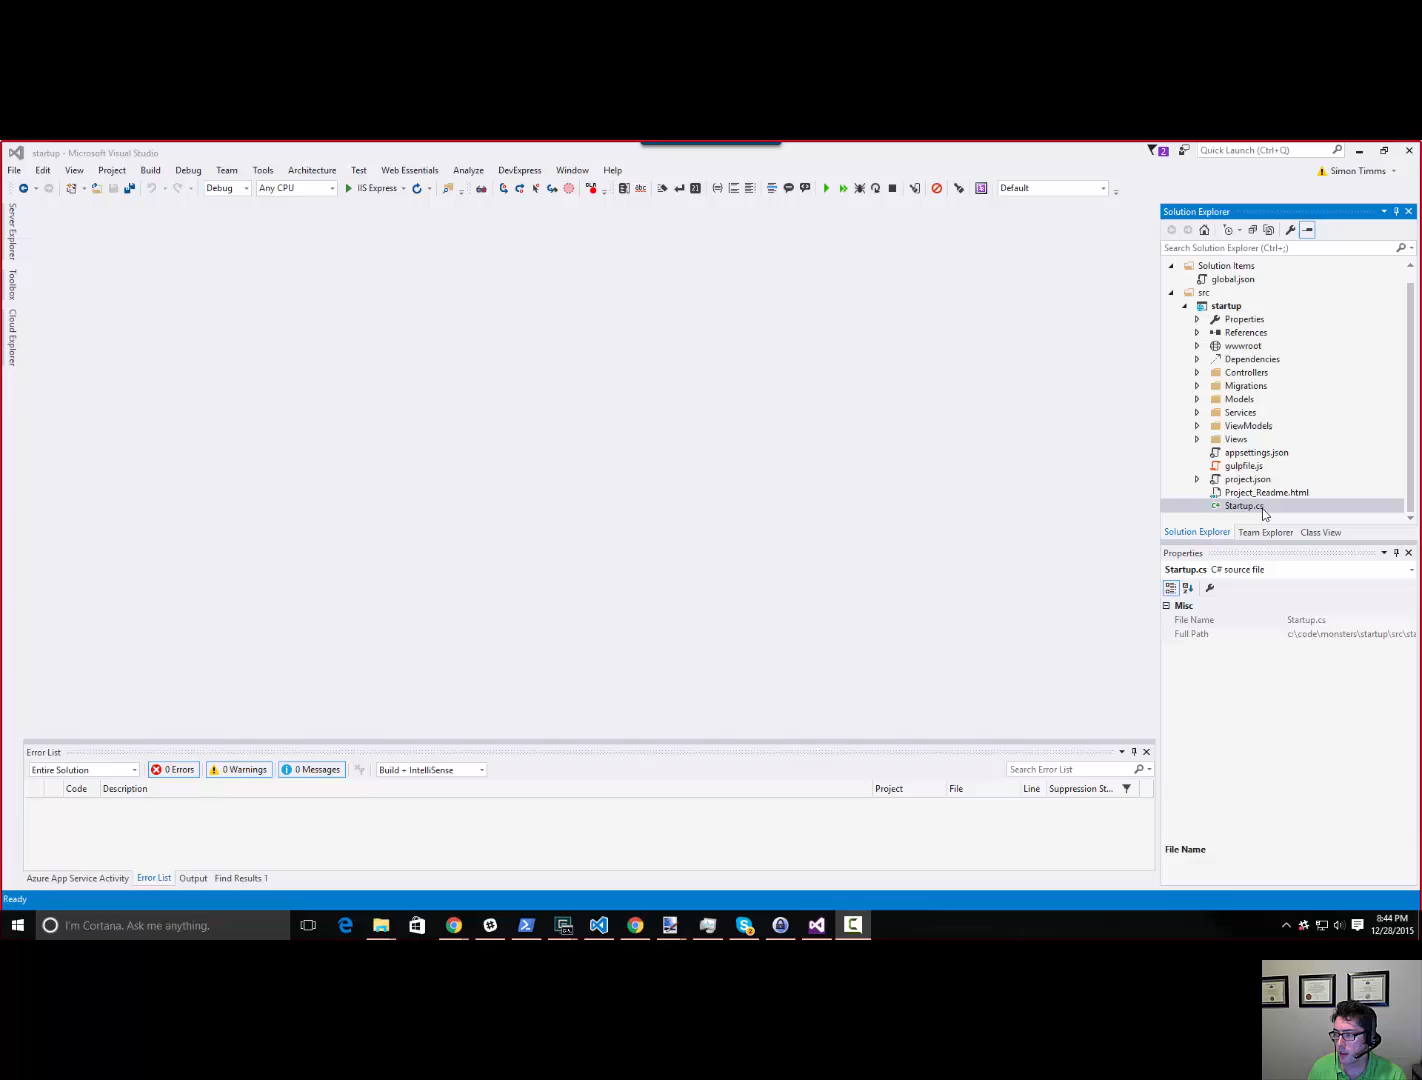 startup - Microsoft Visual Studio
2
Quick Launch (Ctrl+Q)
File Edit View Project Build Debug Team Tools Architecture Test Web Essentials Analyze DevExpress Window Help
Simon Timms
Debug Any CPU IIS Express Default
Server Explorer
Toolbox
Cloud Explorer
Solution Explorer
Search Solution Explorer (Ctrl+;)
Solution Items
global.json
src
startup
Properties
References
wwwroot
Dependencies
Controllers
Migrations
Models
Services
ViewModels
Views
appsettings.json
gulpfile.js
project.json
Project_Readme.html
Startup.cs
Solution Explorer Team Explorer Class View
Properties
Startup.cs C# source file
Misc
File Name Startup.cs
Full Path c:\code\monsters\startup\src\sta
File Name
Error List
Entire Solution 0 Errors 0 Warnings 0 Messages Build + IntelliSense Search Error List
Code Description Project File Line Suppression St...
Azure App Service Activity Error List Output Find Results 1
Ready
I'm Cortana. Ask me anything.
8:44 PM
12/28/2015